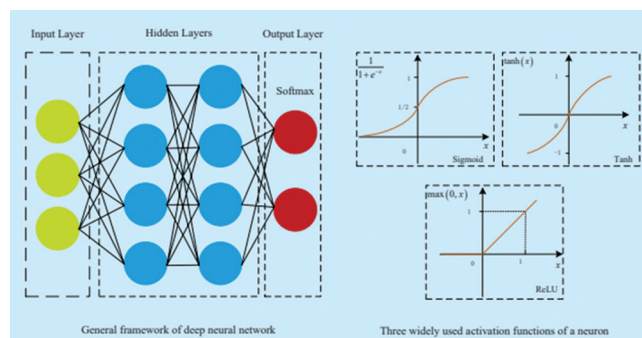 Input Layer
Hidden Layers
Output Layer
Softmax
General framework of deep neural network
1
1+e^{-x}
1
1/2
0
x
Sigmoid
tanh(x)
1
0
x
−1
Tanh
max(0, x)
1
0
1
x
ReLU
Three widely used activation functions of a neuron